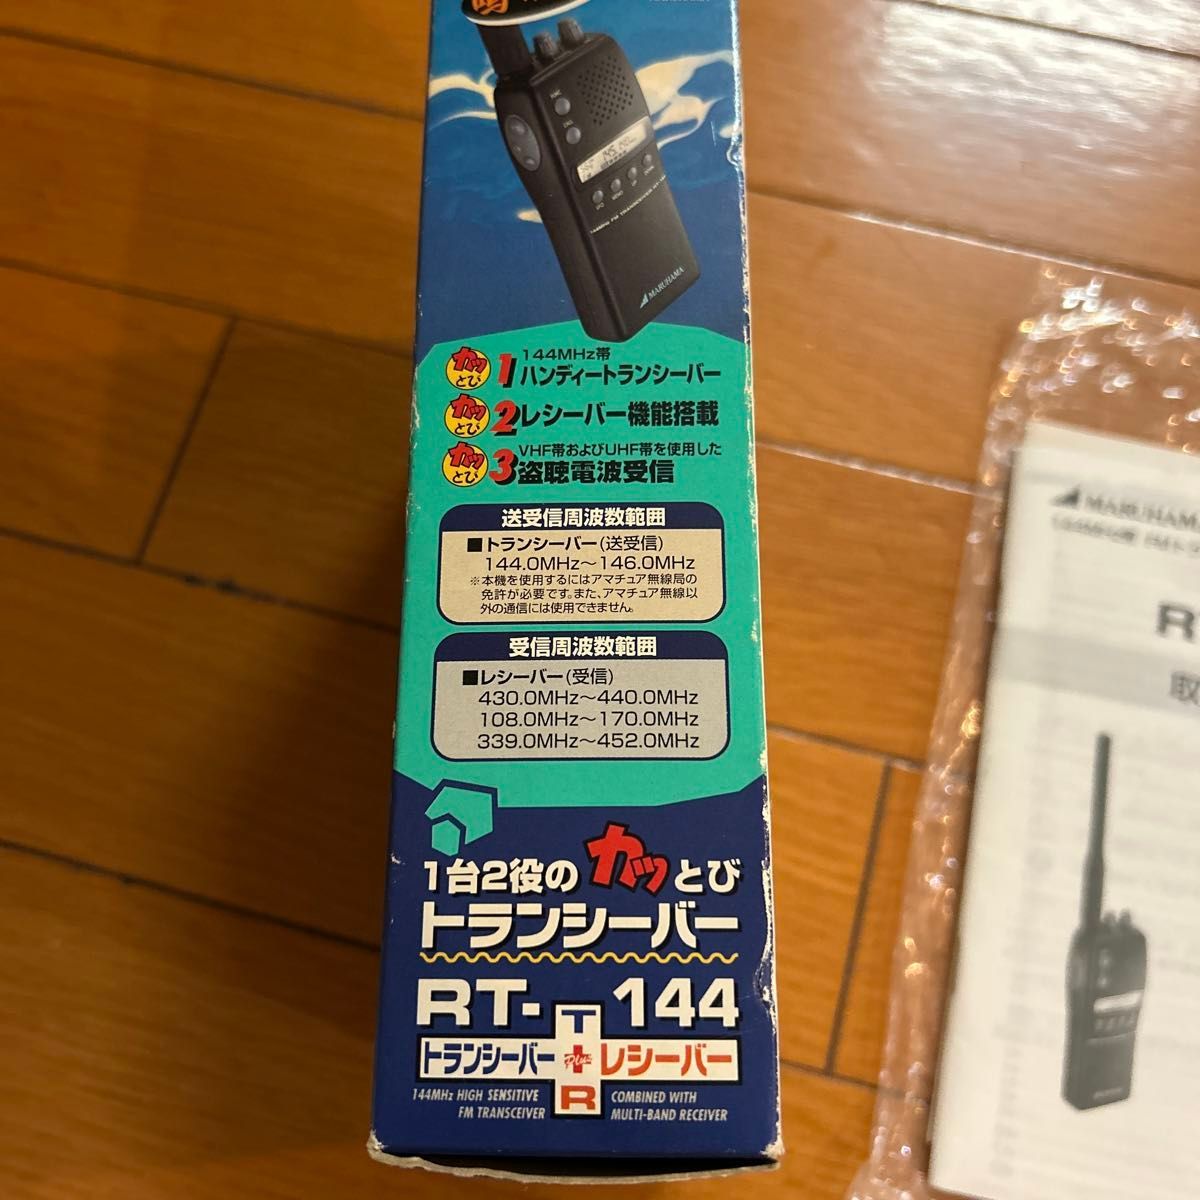 鳴
144MHz FM TRANSCEIVER
MARUHAMA
カッとび 1 144MHz帯
ハンディートランシーバー
カッとび 2 レシーバー機能搭載
カッとび 3 VHF帯およびUHF帯を使用した
盗聴電波受信
送受信周波数範囲
■トランシーバー(送受信)
144.0MHz〜146.0MHz
※本機を使用するにはアマチュア無線局の
免許が必要です。また、アマチュア無線以
外の通信には使用できません。
受信周波数範囲
■レシーバー(受信)
430.0MHz〜440.0MHz
108.0MHz〜170.0MHz
339.0MHz〜452.0MHz
1台2役のカッとび
トランシーバー
RT-144
トランシーバー Plus レシーバー
T
R
144MHz HIGH SENSITIVE
FM TRANSCEIVER
COMBINED WITH
MULTI-BAND RECEIVER
MARUHAMA
R
取